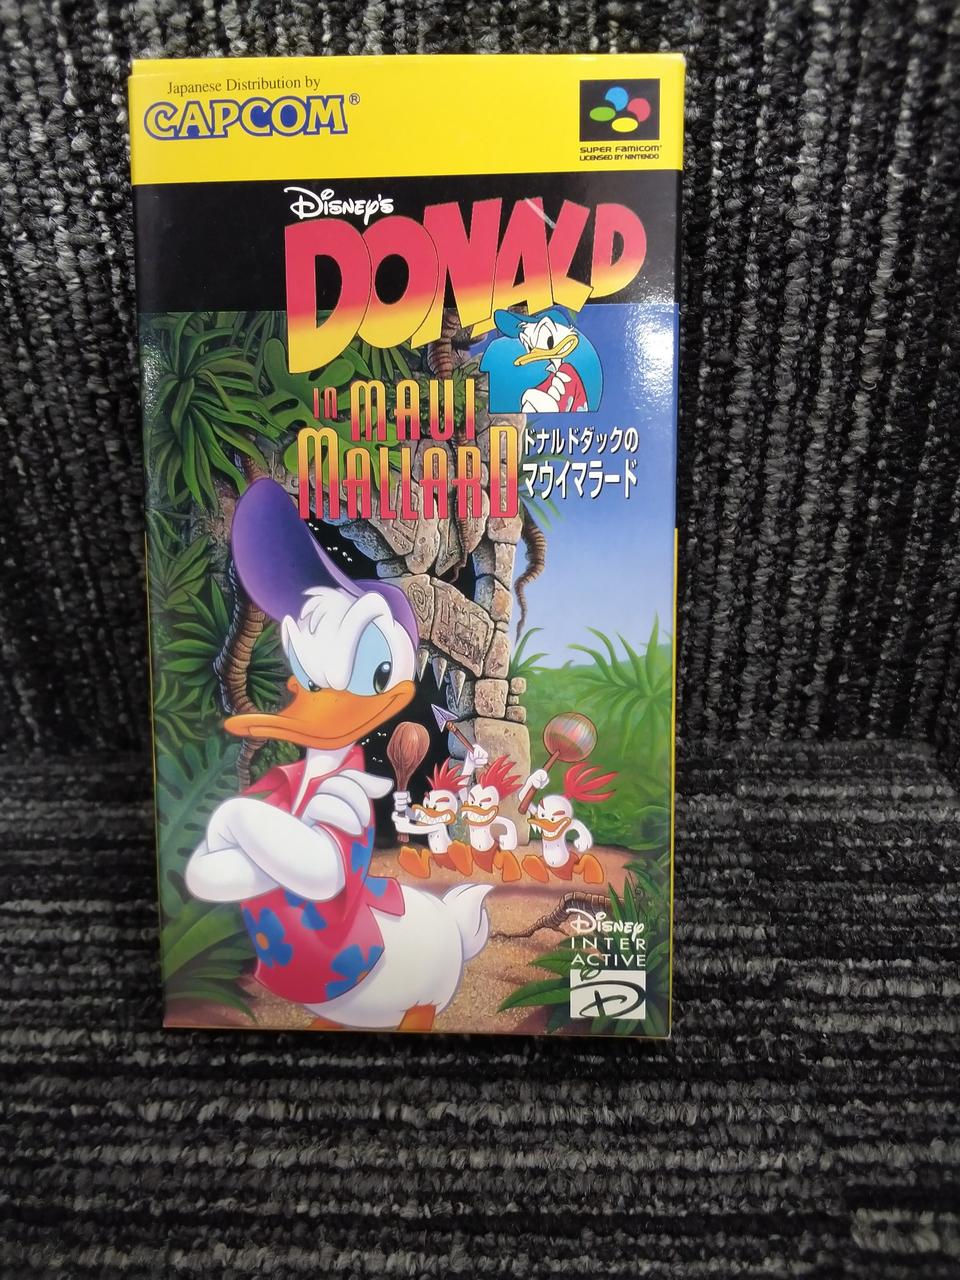 Japanese Distribution by
CAPCOM®
SUPER FAMICOM
LICENSED BY NINTENDO
DISNEY'S
DONALD
IN MAUI
MALLARD
ドナルドダックの
マウイマラード
DISNEY
INTER
ACTIVE
D